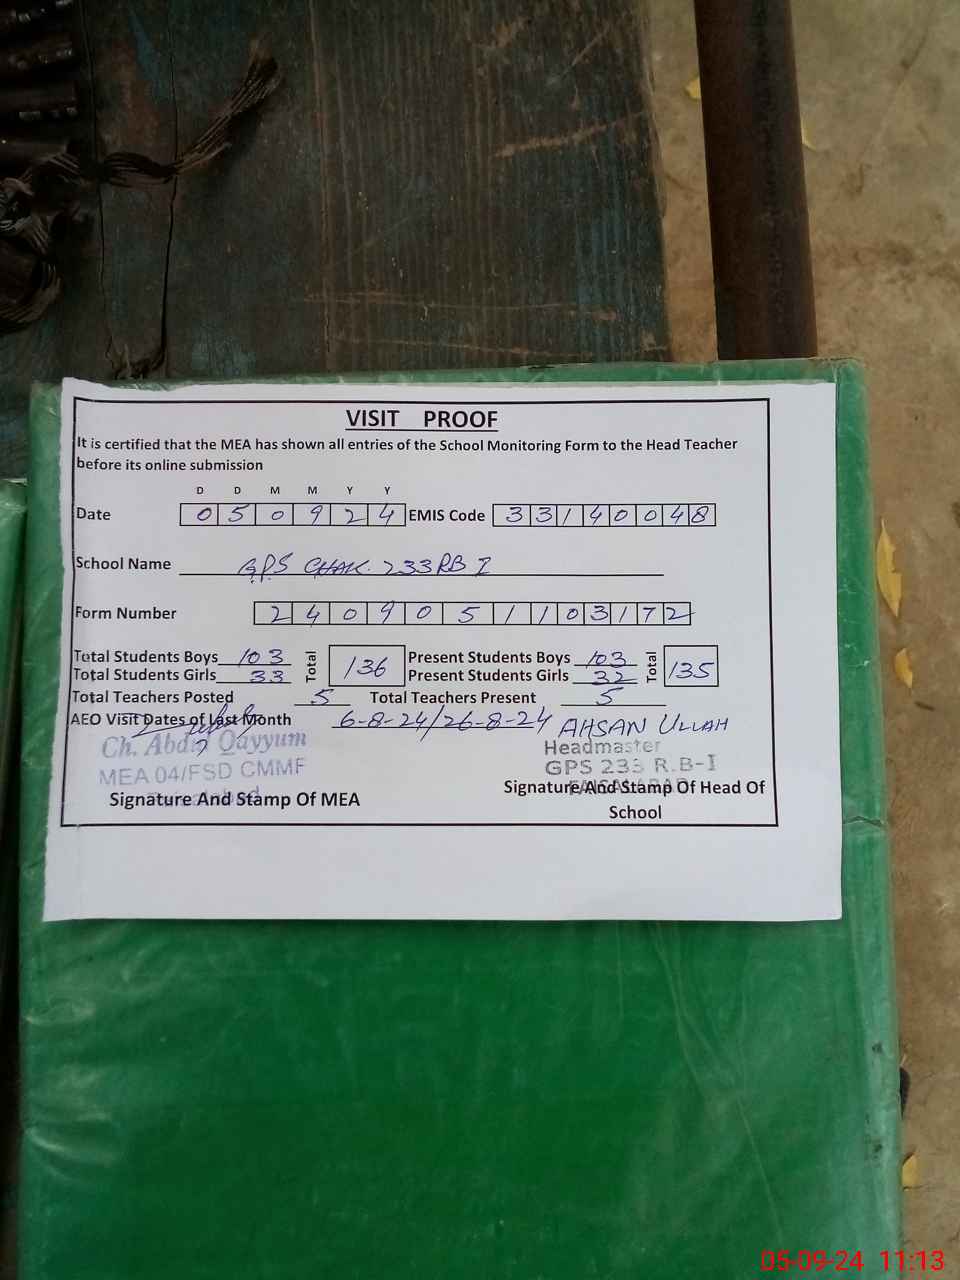 VISIT PROOF
It is certified that the MEA has shown all entries of the School Monitoring Form to the Head Teacher
before its online submission
D D M M Y Y
Date 0 5 0 9 2 4 EMIS Code 3 3 1 4 0 0 4 8
School Name GPS CHAK. 233 RB I
Form Number 2 4 0 9 0 5 1 1 0 3 1 7 2
Total Students Boys 103 Total 136 Present Students Boys 103 Total 135
Total Students Girls 33 Present Students Girls 32
Total Teachers Posted 5 Total Teachers Present 5
AEO Visit Dates of Last Month 6-8-24/26-8-24 AHSAN ULLAH
Ch. Abdul Qayyum Headmaster
MEA 04/FSD CMMF GPS 233 R.B-I
Faisalabad FAISALABAD
Signature And Stamp Of MEA Signature And Stamp Of Head Of
School
05-09-24 11:13